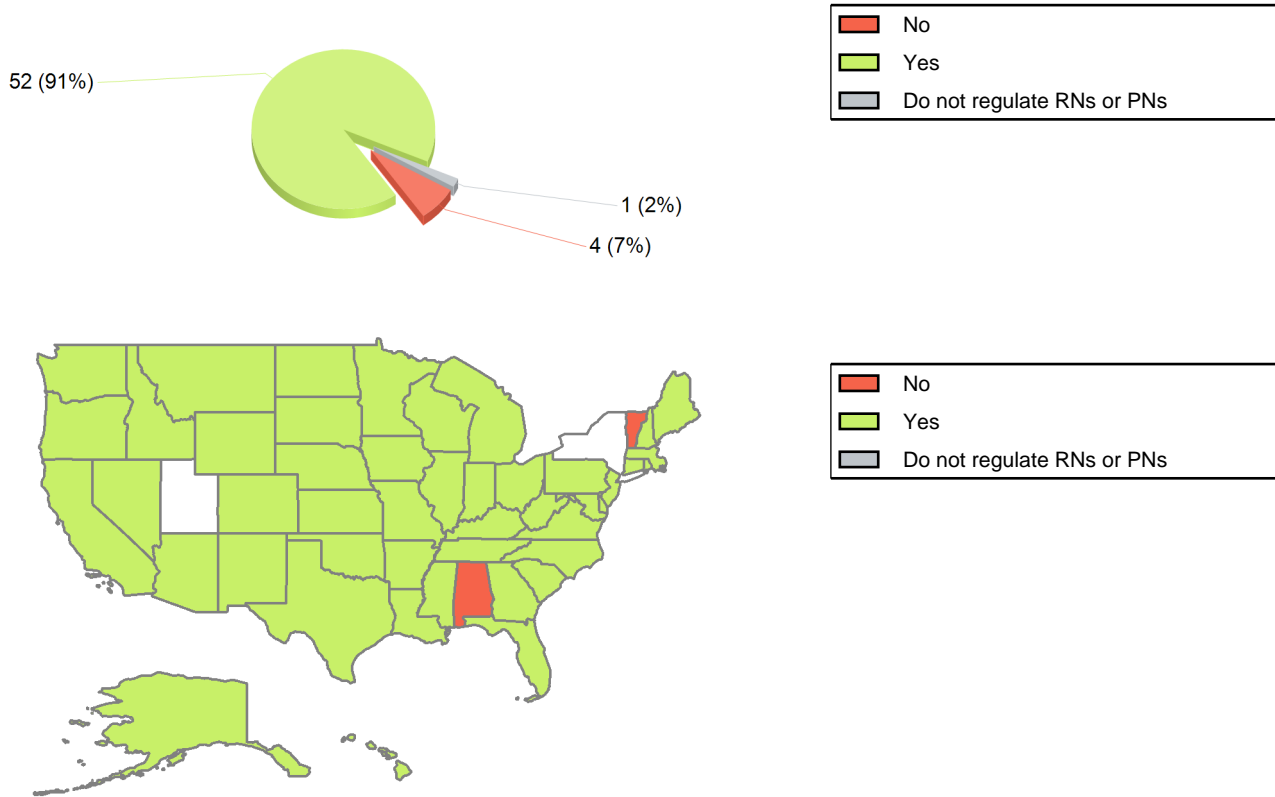 52 (91%)
1 (2%)
4 (7%)
No
Yes
Do not regulate RNs or PNs
No
Yes
Do not regulate RNs or PNs